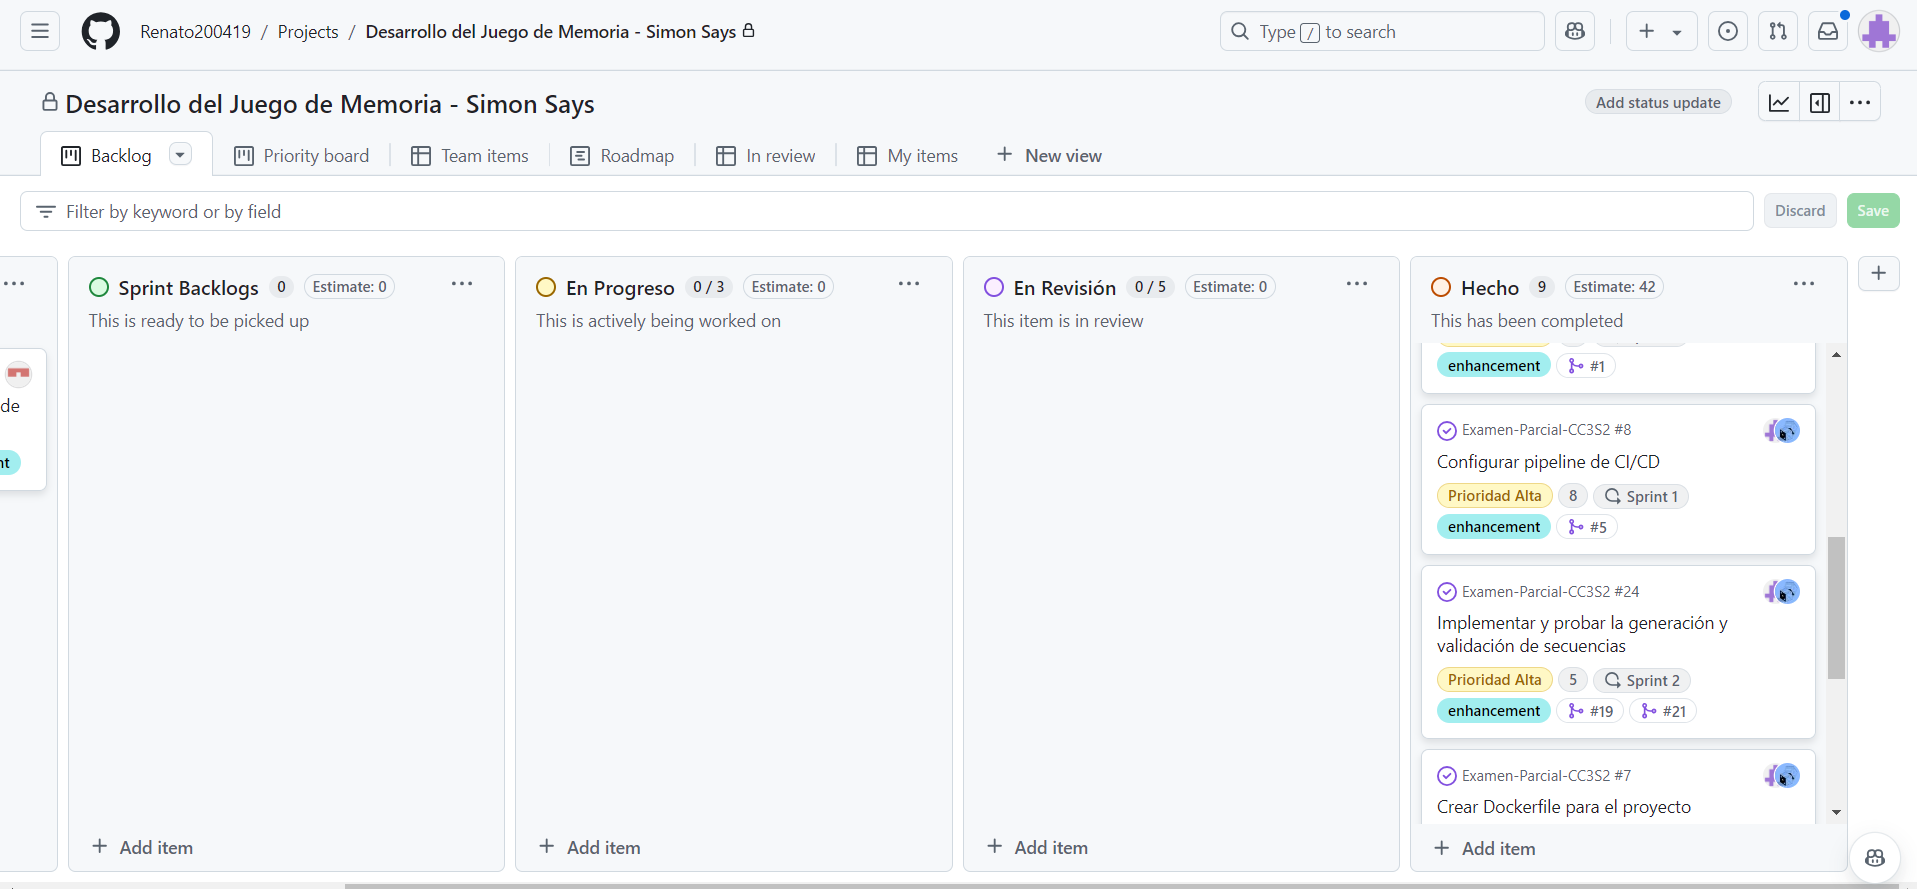 Renato200419 / Projects / Desarrollo del Juego de Memoria - Simon Says
Type / to search
Desarrollo del Juego de Memoria - Simon Says
Add status update
Backlog
Priority board
Team items
Roadmap
In review
My items
New view
Filter by keyword or by field
Discard
Save
de
nt
Sprint Backlogs 0 Estimate: 0
This is ready to be picked up
Add item
En Progreso 0 / 3 Estimate: 0
This is actively being worked on
Add item
En Revisión 0 / 5 Estimate: 0
This item is in review
Add item
Hecho 9 Estimate: 42
This has been completed
enhancement #1
Examen-Parcial-CC3S2 #8
Configurar pipeline de CI/CD
Prioridad Alta 8 Sprint 1
enhancement #5
Examen-Parcial-CC3S2 #24
Implementar y probar la generación y
validación de secuencias
Prioridad Alta 5 Sprint 2
enhancement #19 #21
Examen-Parcial-CC3S2 #7
Crear Dockerfile para el proyecto
Add item